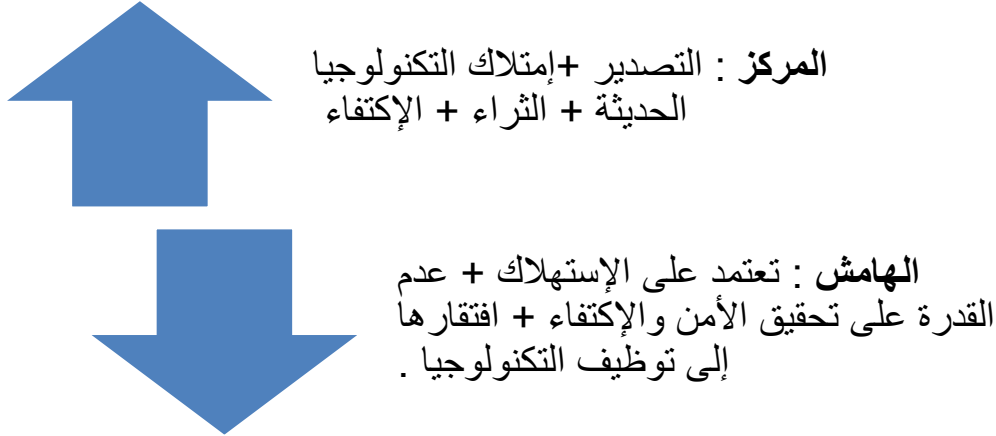 المركز : التصدير +إمتلاك التكنولوجيا
الحديثة + الثراء + الإكتفاء
الهامش : تعتمد على الإستهلاك + عدم
القدرة على تحقيق الأمن والإكتفاء + افتقارها
إلى توظيف التكنولوجيا .